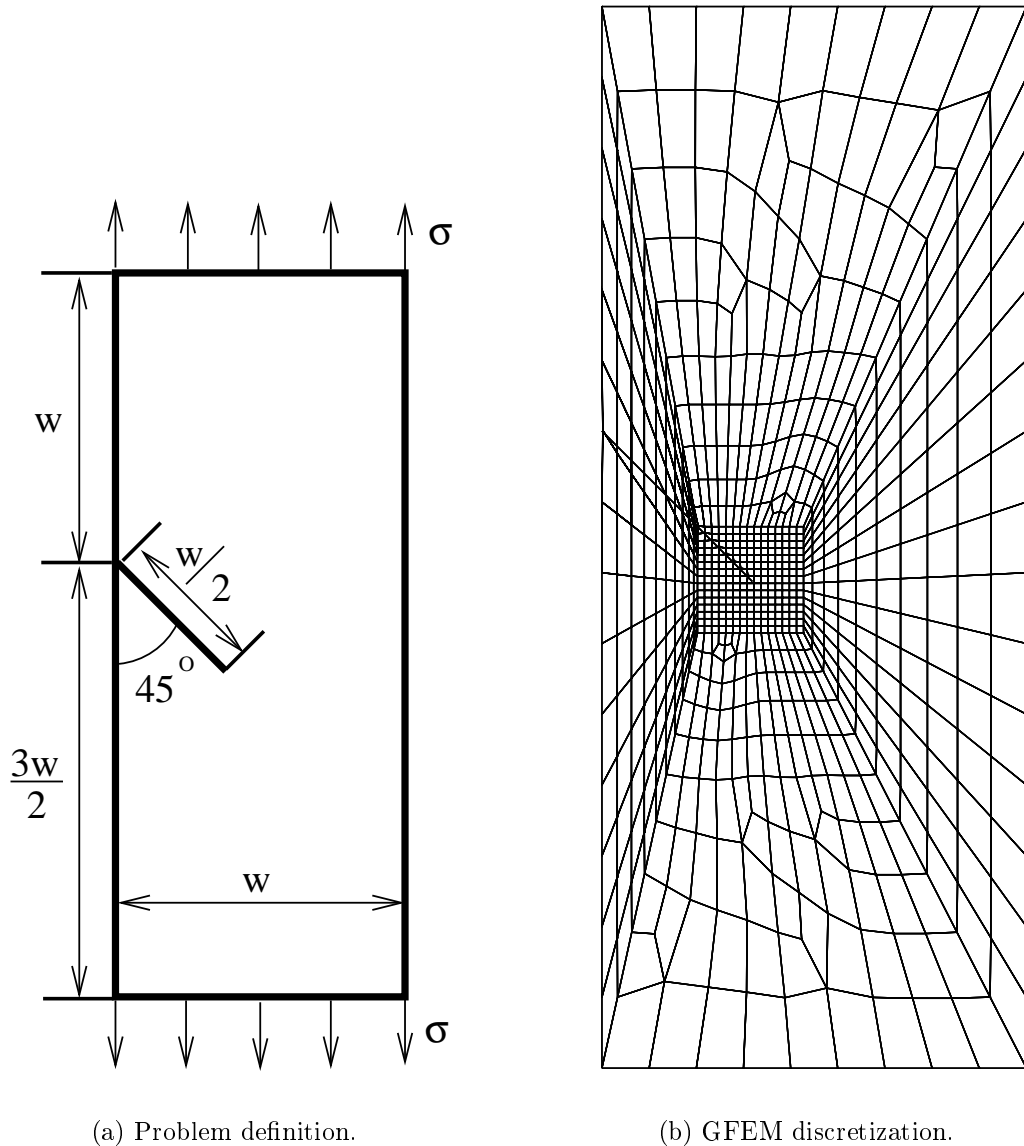 σ
w
w/2
45°
3w/2
w
σ
(a) Problem definition.
(b) GFEM discretization.